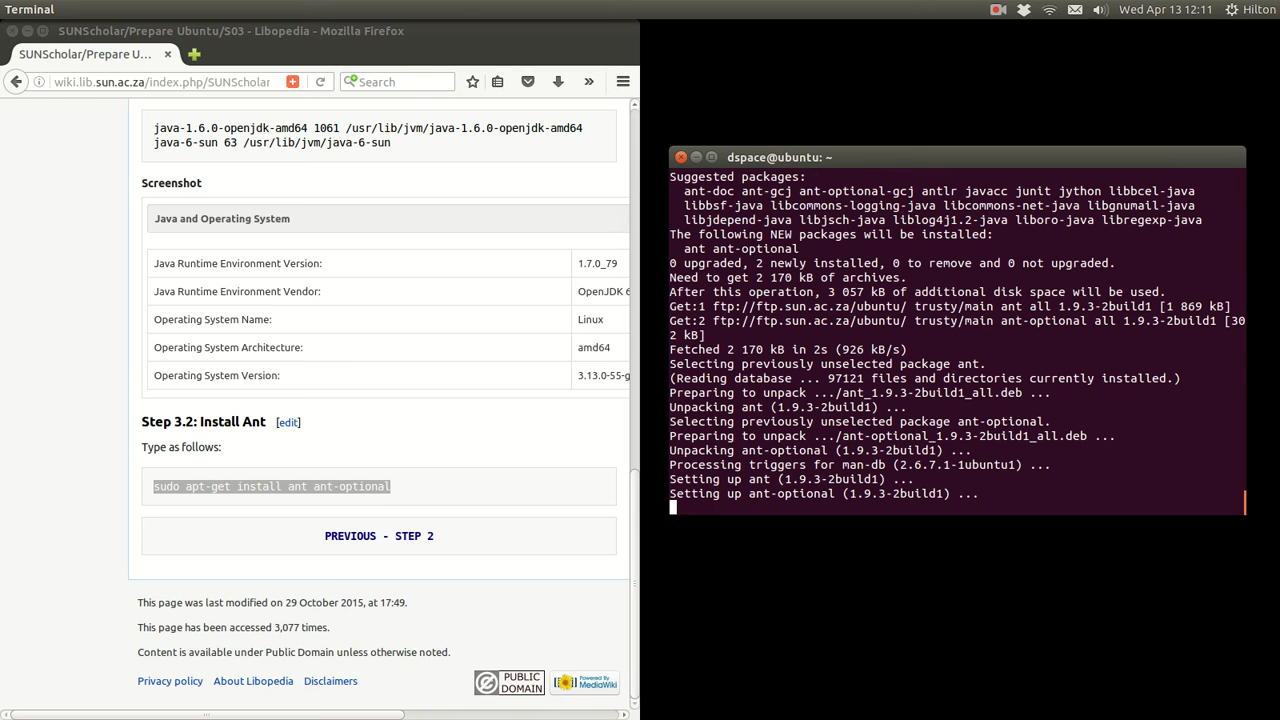 Terminal
Wed Apr 13 12:11 Hilton
SUNScholar/Prepare Ubuntu/S03 - Libopedia - Mozilla Firefox
SUNScholar/Prepare U... ×
wiki.lib.sun.ac.za/index.php/SUNScholar
Search
java-1.6.0-openjdk-amd64 1061 /usr/lib/jvm/java-1.6.0-openjdk-amd64
java-6-sun 63 /usr/lib/jvm/java-6-sun
Screenshot
Java and Operating System
Java Runtime Environment Version: 1.7.0_79
Java Runtime Environment Vendor: OpenJDK 6
Operating System Name: Linux
Operating System Architecture: amd64
Operating System Version: 3.13.0-55-g
Step 3.2: Install Ant [edit]
Type as follows:
sudo apt-get install ant ant-optional
PREVIOUS - STEP 2
This page was last modified on 29 October 2015, at 17:49.
This page has been accessed 3,077 times.
Content is available under Public Domain unless otherwise noted.
Privacy policy About Libopedia Disclaimers
PUBLIC DOMAIN
Powered By MediaWiki
dspace@ubuntu: ~
Suggested packages:
ant-doc ant-gcj ant-optional-gcj antlr javacc junit jython libbcel-java
libbsf-java libcommons-logging-java libcommons-net-java libgnumail-java
libjdepend-java libjsch-java liblog4j1.2-java liboro-java libregexp-java
The following NEW packages will be installed:
ant ant-optional
0 upgraded, 2 newly installed, 0 to remove and 0 not upgraded.
Need to get 2 170 kB of archives.
After this operation, 3 057 kB of additional disk space will be used.
Get:1 ftp://ftp.sun.ac.za/ubuntu/ trusty/main ant all 1.9.3-2build1 [1 869 kB]
Get:2 ftp://ftp.sun.ac.za/ubuntu/ trusty/main ant-optional all 1.9.3-2build1 [30
2 kB]
Fetched 2 170 kB in 2s (926 kB/s)
Selecting previously unselected package ant.
(Reading database ... 97121 files and directories currently installed.)
Preparing to unpack .../ant_1.9.3-2build1_all.deb ...
Unpacking ant (1.9.3-2build1) ...
Selecting previously unselected package ant-optional.
Preparing to unpack .../ant-optional_1.9.3-2build1_all.deb ...
Unpacking ant-optional (1.9.3-2build1) ...
Processing triggers for man-db (2.6.7.1-1ubuntu1) ...
Setting up ant (1.9.3-2build1) ...
Setting up ant-optional (1.9.3-2build1) ...